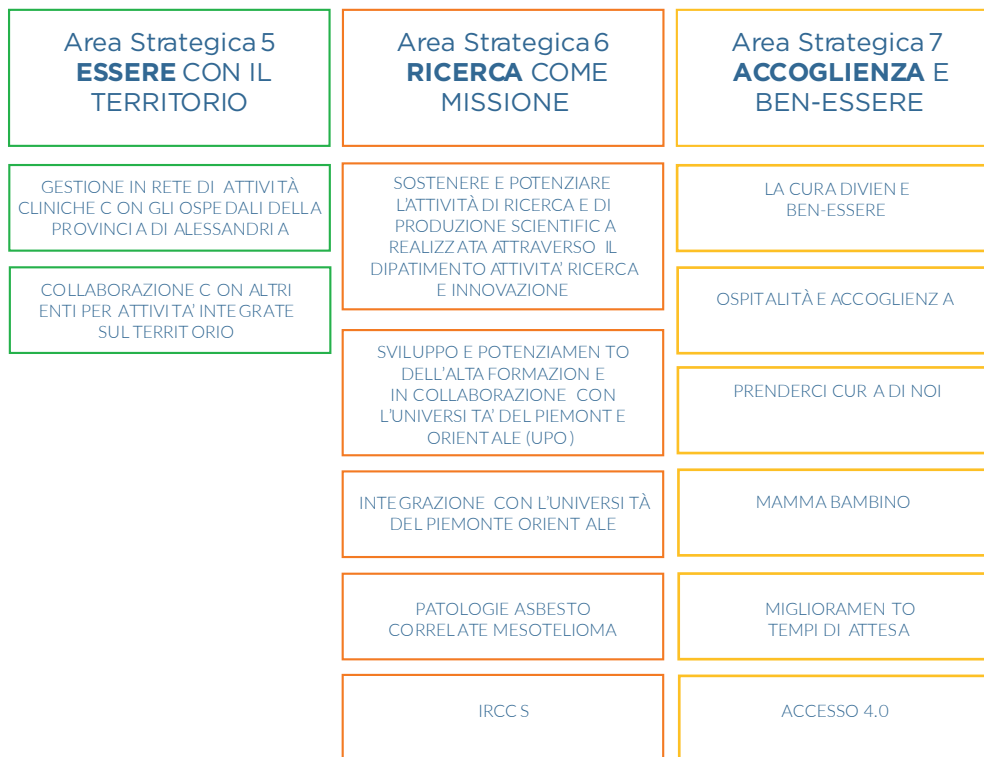 Area Strategica 5
ESSERE CON IL
TERRITORIO
GESTIONE IN RETE DI ATTIVITÀ
CLINICHE CON GLI OSPEDALI DELLA
PROVINCIA DI ALESSANDRIA
COLLABORAZIONE CON ALTRI
ENTI PER ATTIVITA' INTEGRATE
SUL TERRITORIO
Area Strategica 6
RICERCA COME
MISSIONE
SOSTENERE E POTENZIARE
L'ATTIVITÀ DI RICERCA E DI
PRODUZIONE SCIENTIFICA
REALIZZATA ATTRAVERSO IL
DIPATIMENTO ATTIVITA' RICERCA
E INNOVAZIONE
SVILUPPO E POTENZIAMENTO
DELL'ALTA FORMAZIONE
IN COLLABORAZIONE CON
L'UNIVERSITA' DEL PIEMONTE
ORIENTALE (UPO)
INTEGRAZIONE CON L'UNIVERSITÀ
DEL PIEMONTE ORIENTALE
PATOLOGIE ASBESTO
CORRELATE MESOTELIOMA
IRCCS
Area Strategica 7
ACCOGLIENZA E
BEN-ESSERE
LA CURA DIVIENE
BEN-ESSERE
OSPITALITÀ E ACCOGLIENZA
PRENDERCI CURA DI NOI
MAMMA BAMBINO
MIGLIORAMENTO
TEMPI DI ATTESA
ACCESSO 4.0